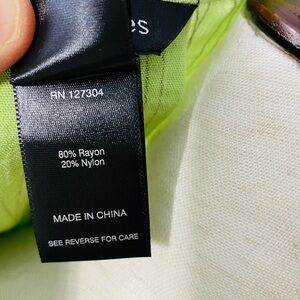 es
RN 127304
80% Rayon
20% Nylon
MADE IN CHINA
SEE REVERSE FOR CARE